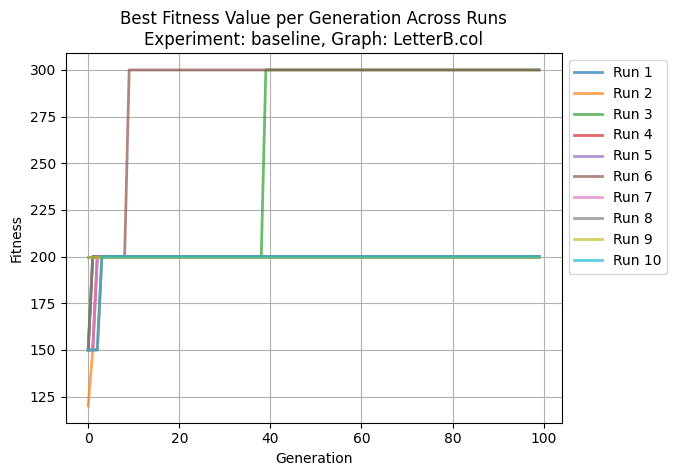 Best Fitness Value per Generation Across Runs
Experiment: baseline, Graph: LetterB.col
300
275
250
225
200
175
150
125
Fitness
0
20
40
60
80
100
Generation
Run 1
Run 2
Run 3
Run 4
Run 5
Run 6
Run 7
Run 8
Run 9
Run 10